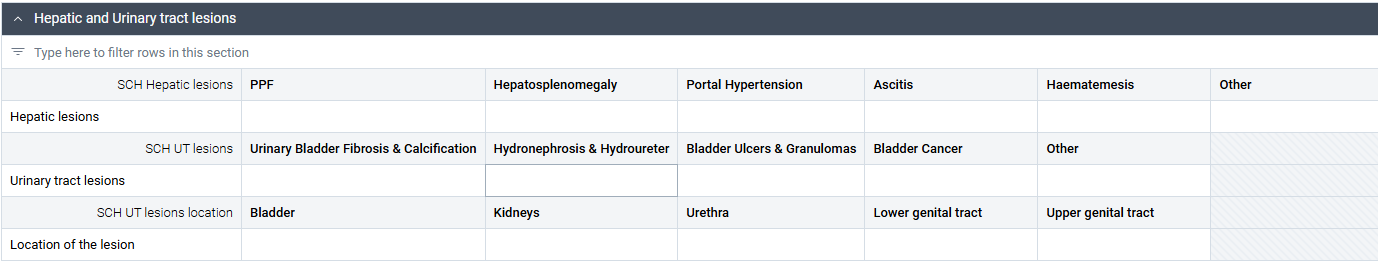 Hepatic and Urinary tract lesions
Type here to filter rows in this section
SCH Hepatic lesions PPF Hepatosplenomegaly Portal Hypertension Ascitis Haematemesis Other
Hepatic lesions
SCH UT lesions Urinary Bladder Fibrosis & Calcification Hydronephrosis & Hydroureter Bladder Ulcers & Granulomas Bladder Cancer Other
Urinary tract lesions
SCH UT lesions location Bladder Kidneys Urethra Lower genital tract Upper genital tract
Location of the lesion